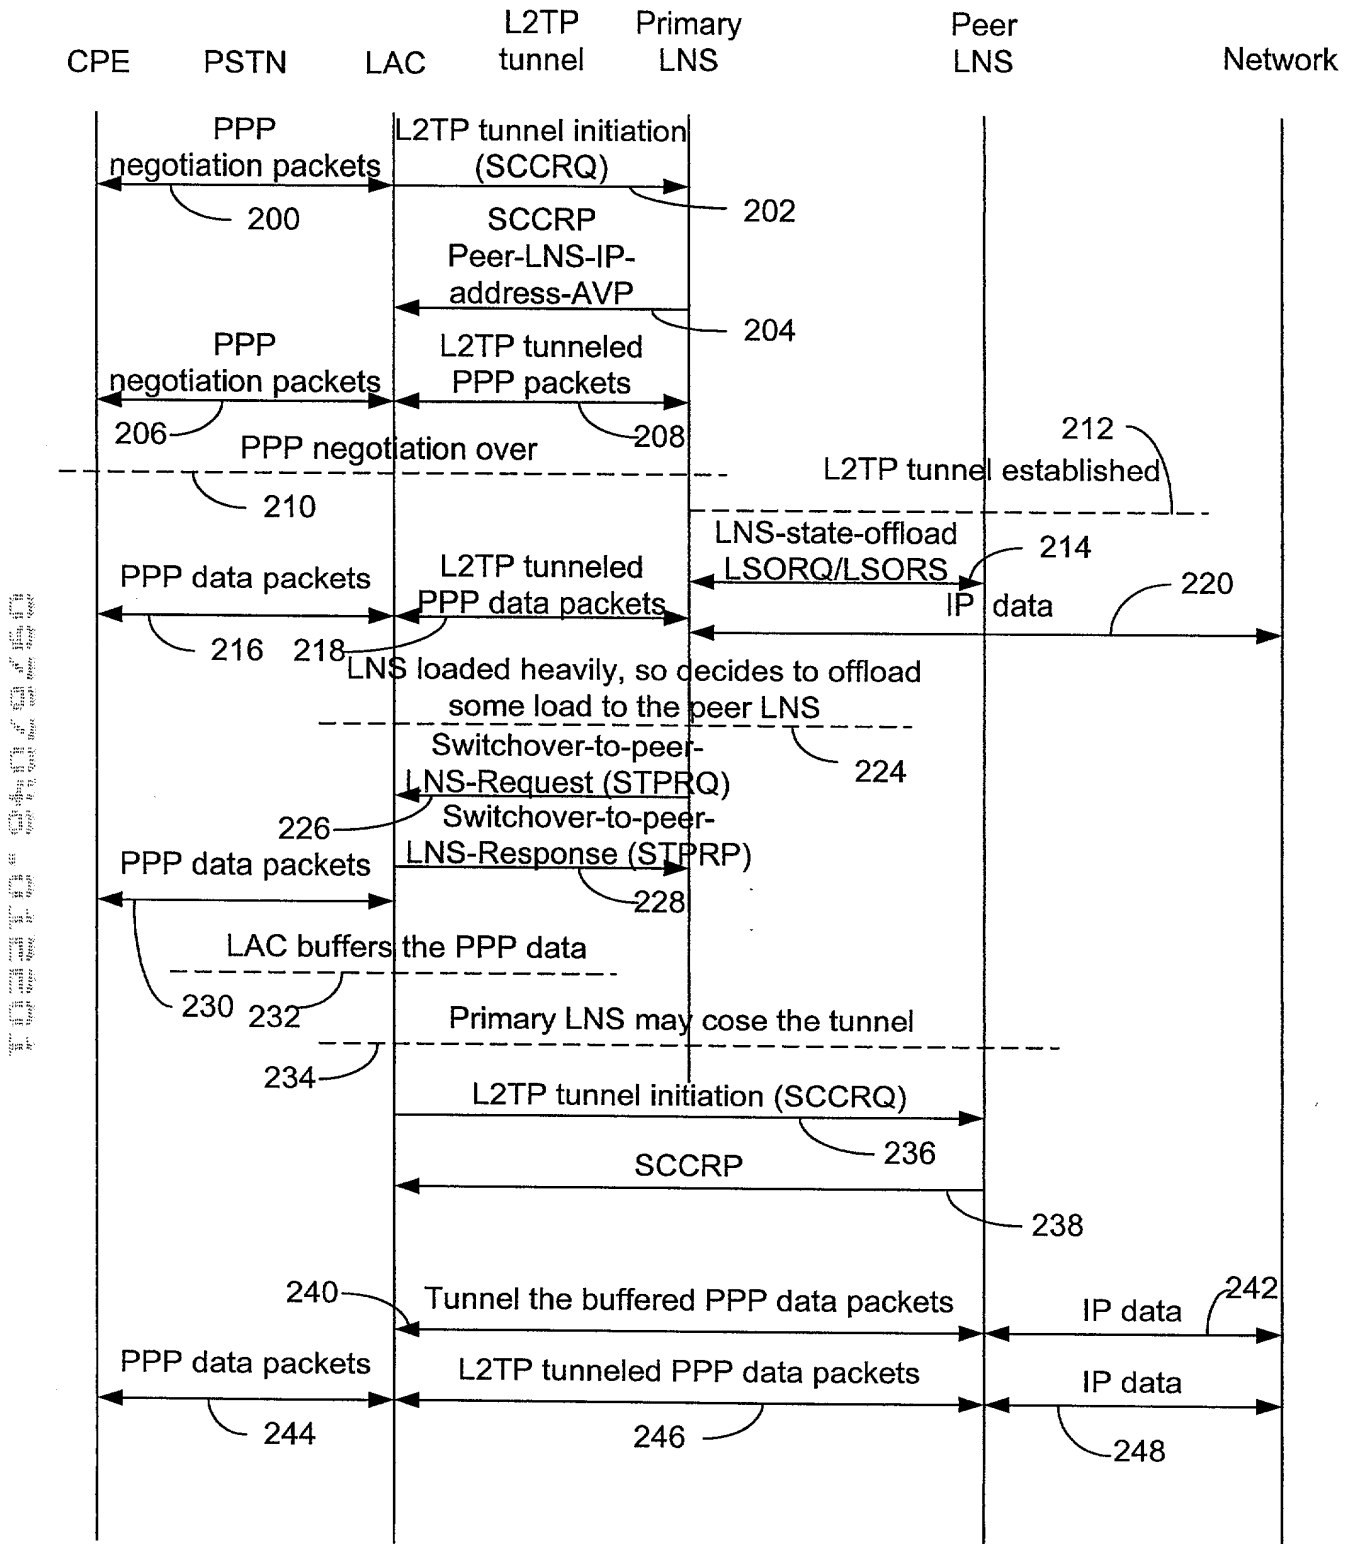 L2TP tunnel
Primary LNS
Peer LNS
CPE
PSTN
LAC
Network
PPP
negotiation packets
200
L2TP tunnel initiation
(SCCRQ)
202
SCCRP
Peer-LNS-IP-
address-AVP
204
PPP
negotiation packets
206
L2TP tunneled
PPP packets
208
PPP negotiation over
210
212
L2TP tunnel established
LNS-state-offload
LSORQ/LSORS
214
PPP data packets
216
L2TP tunneled
PPP data packets
218
IP data
220
LNS loaded heavily, so decides to offload
some load to the peer LNS
224
Switchover-to-peer-
LNS-Request (STPRQ)
226
Switchover-to-peer-
LNS-Response (STPRP)
228
PPP data packets
230
LAC buffers the PPP data
232
Primary LNS may cose the tunnel
234
L2TP tunnel initiation (SCCRQ)
236
SCCRP
238
240
Tunnel the buffered PPP data packets
IP data
242
PPP data packets
244
L2TP tunneled PPP data packets
246
IP data
248